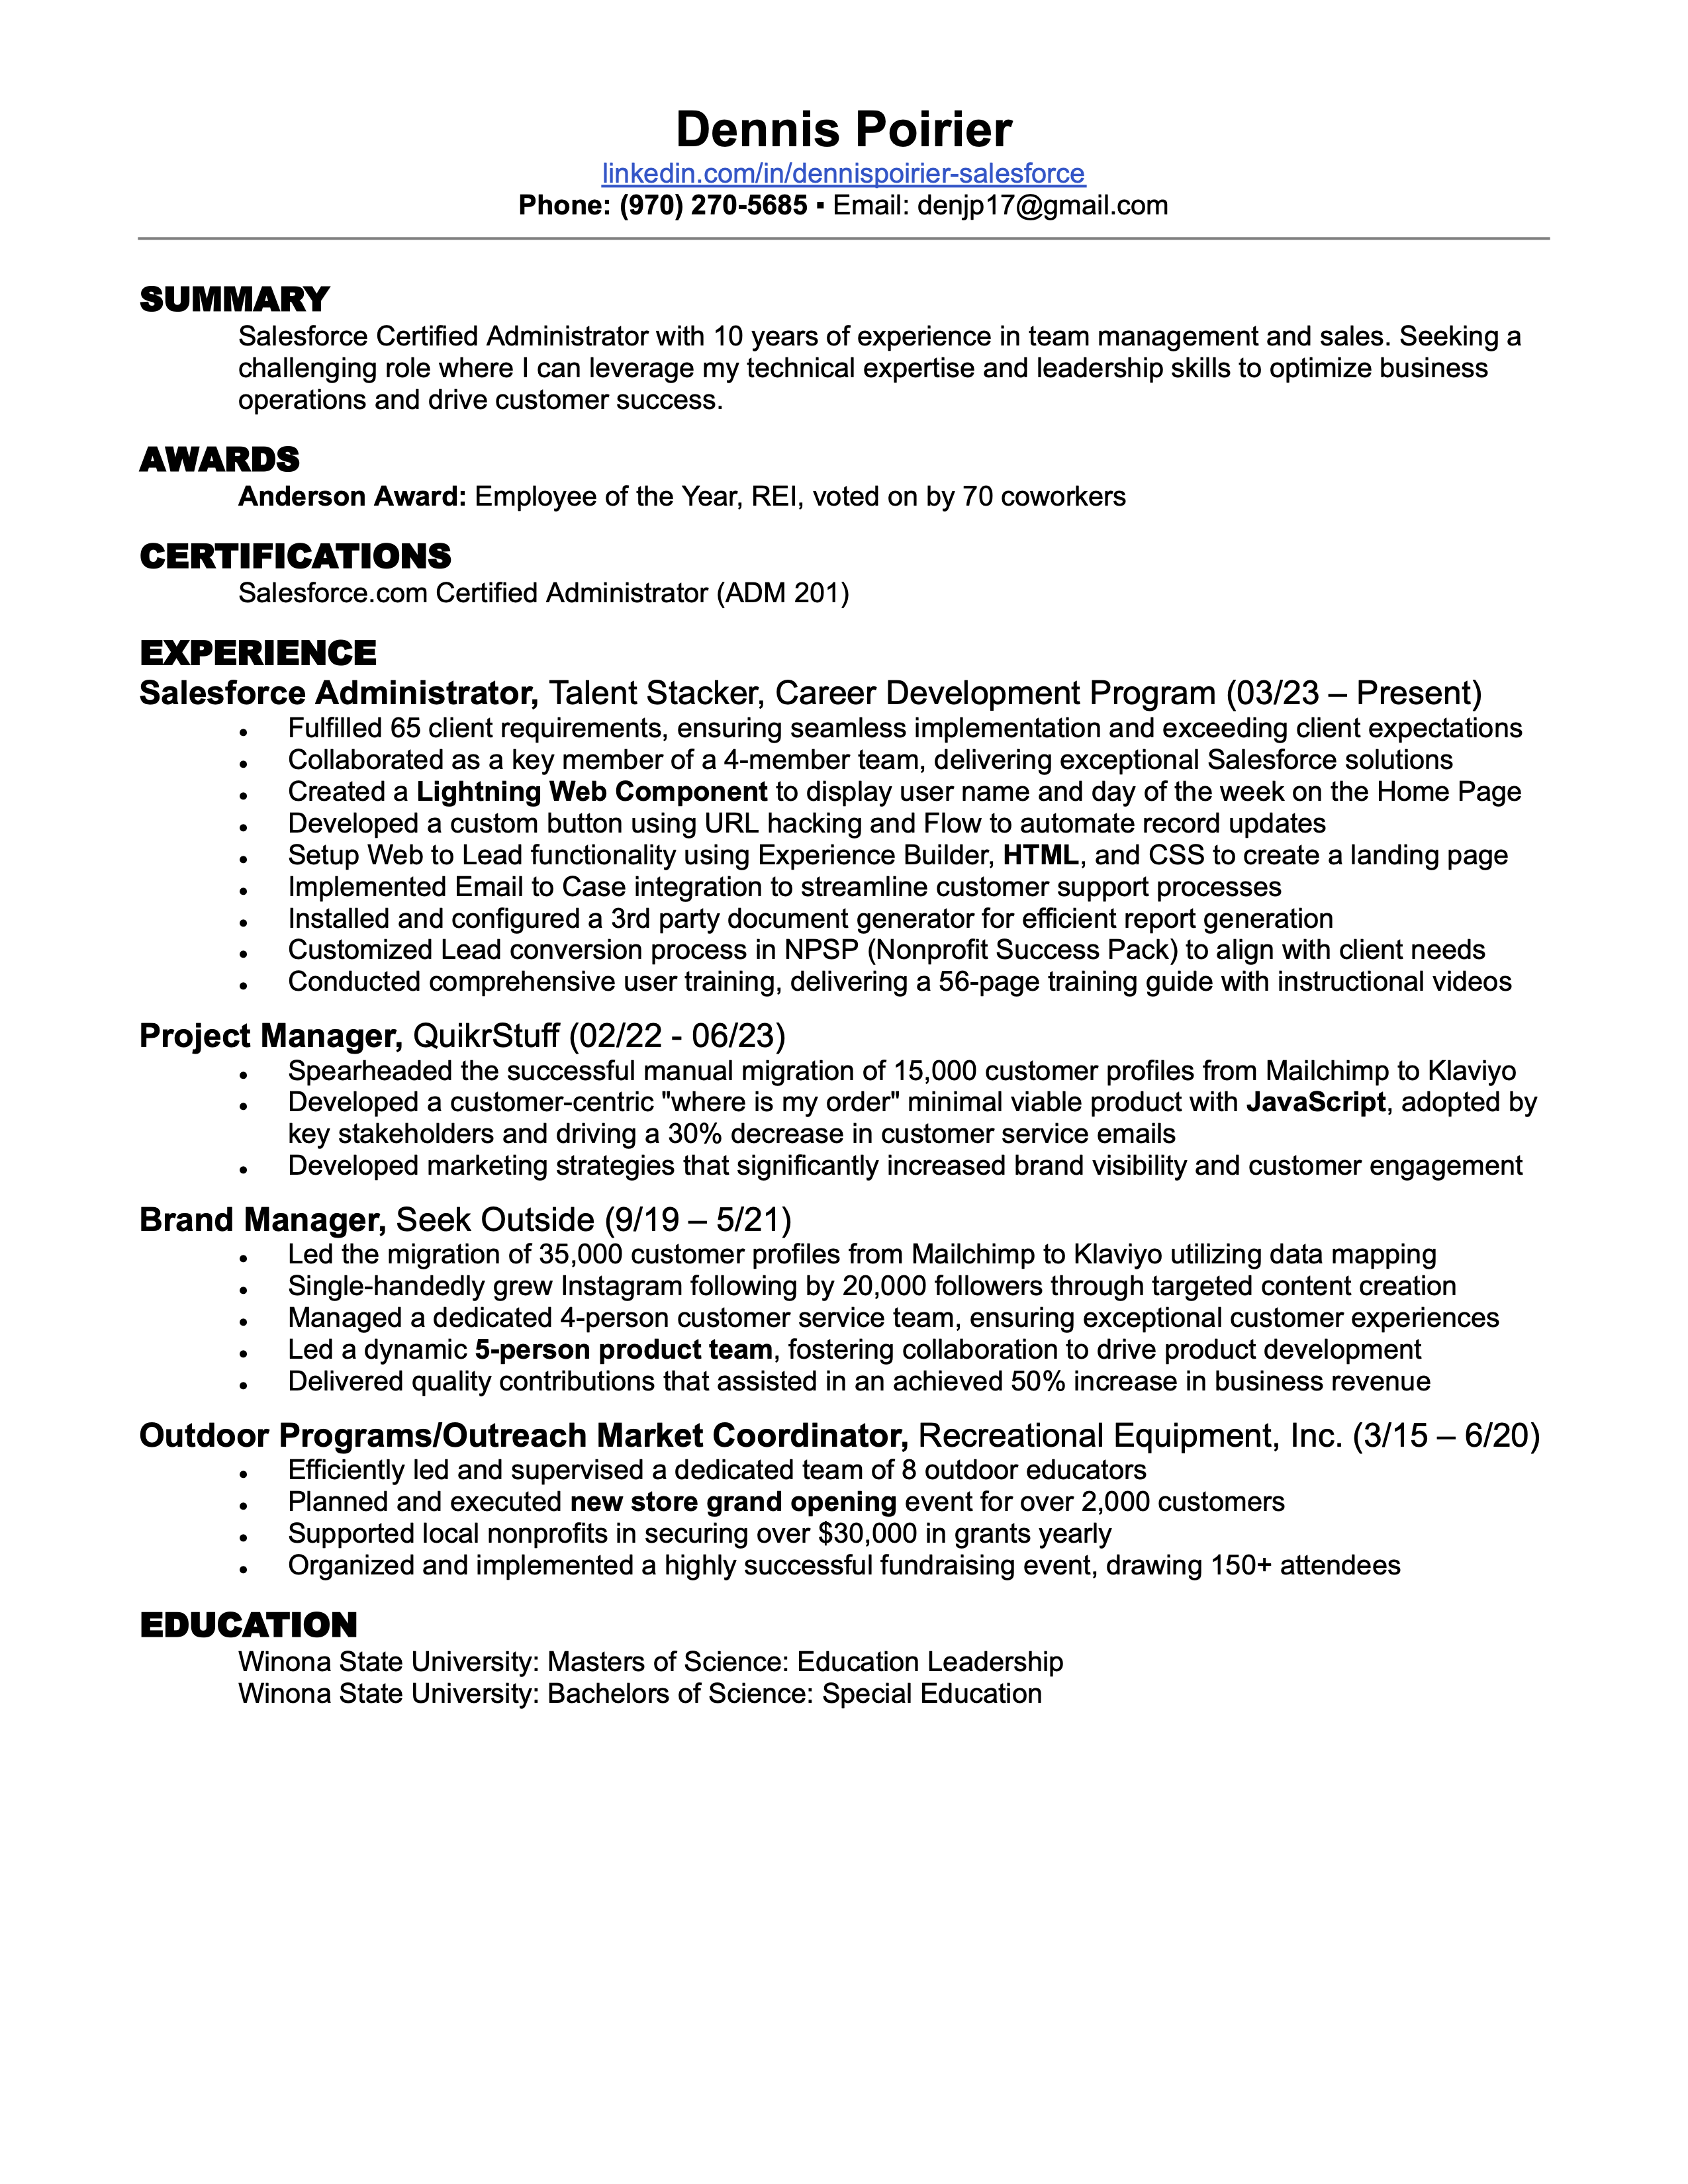 Dennis Poirier
linkedin.com/in/dennispoirier-salesforce
Phone: (970) 270-5685 ▪ Email: denjp17@gmail.com
SUMMARY
Salesforce Certified Administrator with 10 years of experience in team management and sales. Seeking a
challenging role where I can leverage my technical expertise and leadership skills to optimize business
operations and drive customer success.
AWARDS
Anderson Award: Employee of the Year, REI, voted on by 70 coworkers
CERTIFICATIONS
Salesforce.com Certified Administrator (ADM 201)
EXPERIENCE
Salesforce Administrator, Talent Stacker, Career Development Program (03/23 – Present)
• Fulfilled 65 client requirements, ensuring seamless implementation and exceeding client expectations
• Collaborated as a key member of a 4-member team, delivering exceptional Salesforce solutions
• Created a Lightning Web Component to display user name and day of the week on the Home Page
• Developed a custom button using URL hacking and Flow to automate record updates
• Setup Web to Lead functionality using Experience Builder, HTML, and CSS to create a landing page
• Implemented Email to Case integration to streamline customer support processes
• Installed and configured a 3rd party document generator for efficient report generation
• Customized Lead conversion process in NPSP (Nonprofit Success Pack) to align with client needs
• Conducted comprehensive user training, delivering a 56-page training guide with instructional videos
Project Manager, QuikrStuff (02/22 - 06/23)
• Spearheaded the successful manual migration of 15,000 customer profiles from Mailchimp to Klaviyo
• Developed a customer-centric "where is my order" minimal viable product with JavaScript, adopted by
key stakeholders and driving a 30% decrease in customer service emails
• Developed marketing strategies that significantly increased brand visibility and customer engagement
Brand Manager, Seek Outside (9/19 – 5/21)
• Led the migration of 35,000 customer profiles from Mailchimp to Klaviyo utilizing data mapping
• Single-handedly grew Instagram following by 20,000 followers through targeted content creation
• Managed a dedicated 4-person customer service team, ensuring exceptional customer experiences
• Led a dynamic 5-person product team, fostering collaboration to drive product development
• Delivered quality contributions that assisted in an achieved 50% increase in business revenue
Outdoor Programs/Outreach Market Coordinator, Recreational Equipment, Inc. (3/15 – 6/20)
• Efficiently led and supervised a dedicated team of 8 outdoor educators
• Planned and executed new store grand opening event for over 2,000 customers
• Supported local nonprofits in securing over $30,000 in grants yearly
• Organized and implemented a highly successful fundraising event, drawing 150+ attendees
EDUCATION
Winona State University: Masters of Science: Education Leadership
Winona State University: Bachelors of Science: Special Education